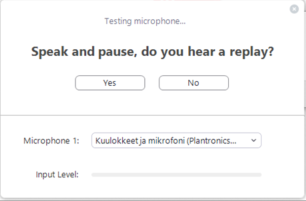 Testing microphone...
Speak and pause, do you hear a replay?
Yes No
Microphone 1: Kuulokkeet ja mikrofoni (Plantronics...
Input Level: